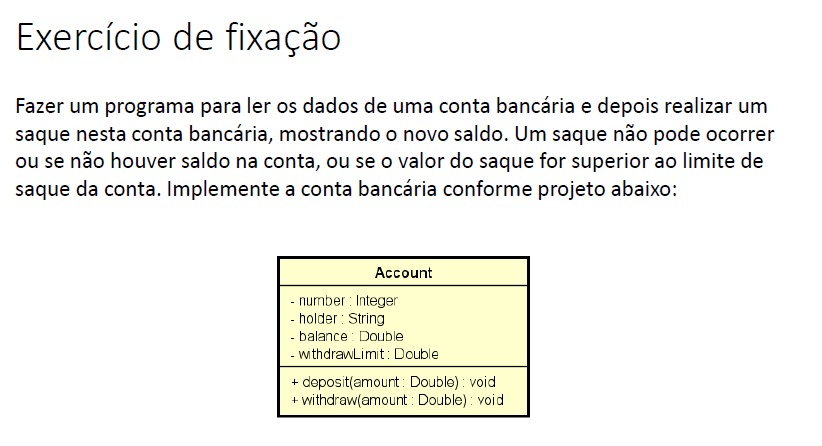 Exercício de fixação
Fazer um programa para ler os dados de uma conta bancária e depois realizar um
saque nesta conta bancária, mostrando o novo saldo. Um saque não pode ocorrer
ou se não houver saldo na conta, ou se o valor do saque for superior ao limite de
saque da conta. Implemente a conta bancária conforme projeto abaixo:
Account
- number : Integer
- holder : String
- balance : Double
- withdrawLimit : Double
+ deposit(amount : Double) : void
+ withdraw(amount : Double) : void